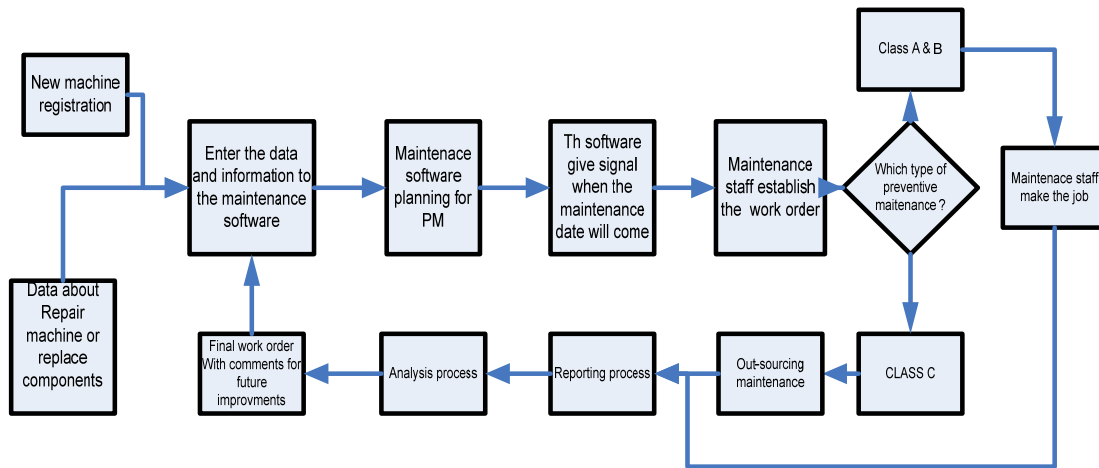 New machine
registration
Data about
Repair
machine or
replace
components
Enter the data
and information to
the maintenance
software
Maintenace
software
planning for
PM
Th software
give signal
when the
maintenance
date will come
Maintenance
staff establish
the work order
Which type of
preventive
maitenance ?
Class A & B
Maintenace staff
make the job
CLASS C
Out-sourcing
maintenance
Reporting process
Analysis process
Final work order
With comments for
future
improvments